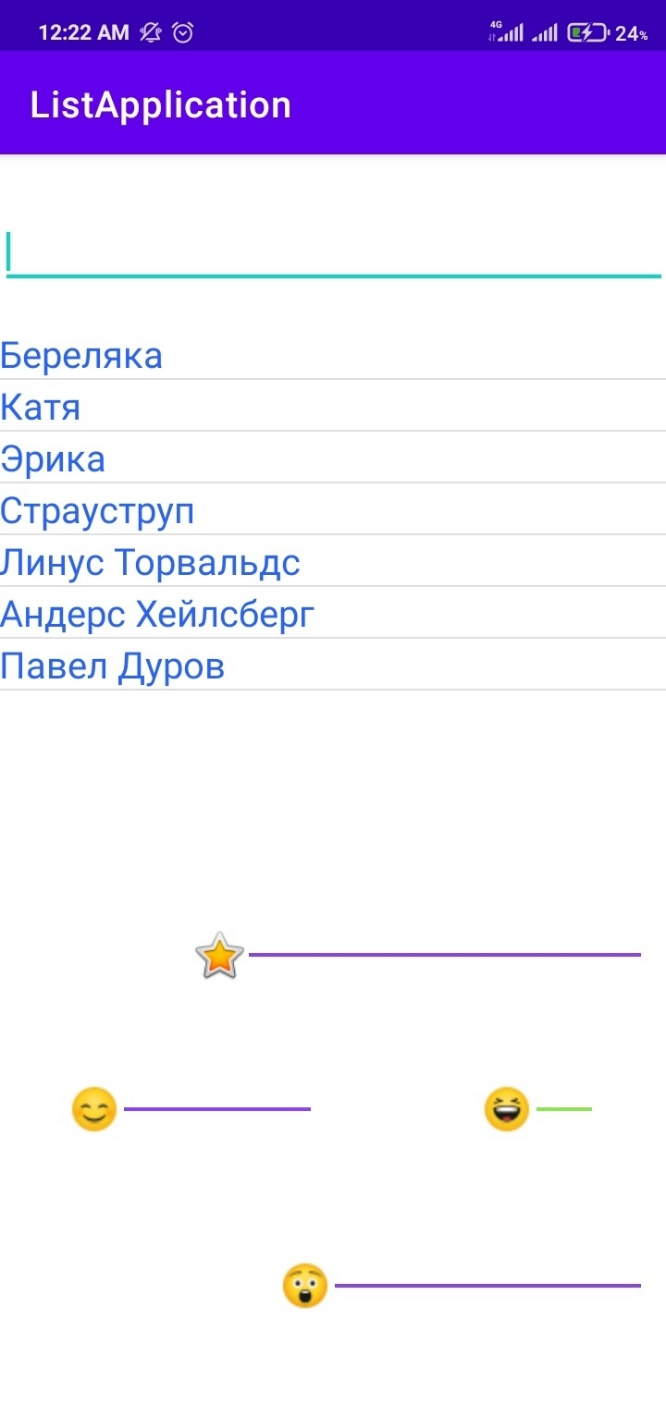 12:22 AM 4G 24%
ListApplication
Береляка
Катя
Эрика
Страуструп
Линус Торвальдс
Андерс Хейлсберг
Павел Дуров